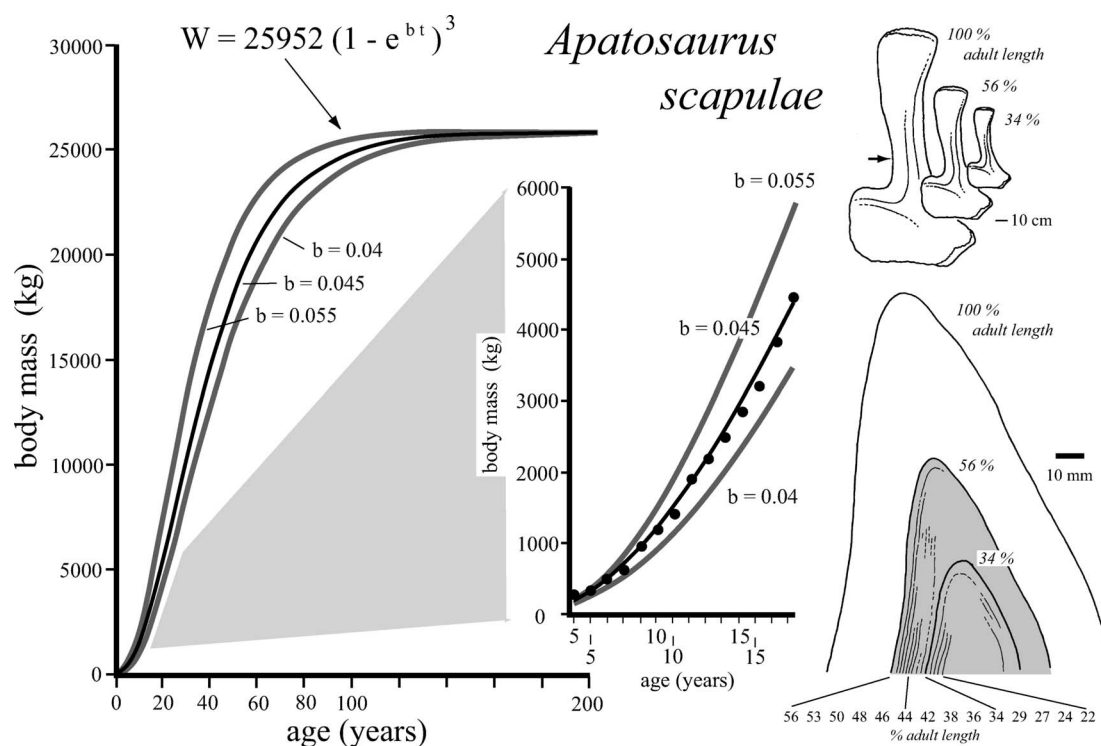 W = 25952 (1 - e^bt)^3
Apatosaurus
scapulae
30000
25000
20000
15000
10000
5000
0
body mass (kg)
0 20 40 60 80 100 200
age (years)
b = 0.04
b = 0.045
b = 0.055
6000
5000
4000
3000
2000
1000
0
body mass (kg)
b = 0.055
b = 0.045
b = 0.04
5 10 15
5 10 15
age (years)
100 %
adult length
56 %
34 %
10 cm
100 %
adult length
56 %
34 %
10 mm
56 53 50 48 46 44 42 38 36 34 29 27 24 22
% adult length